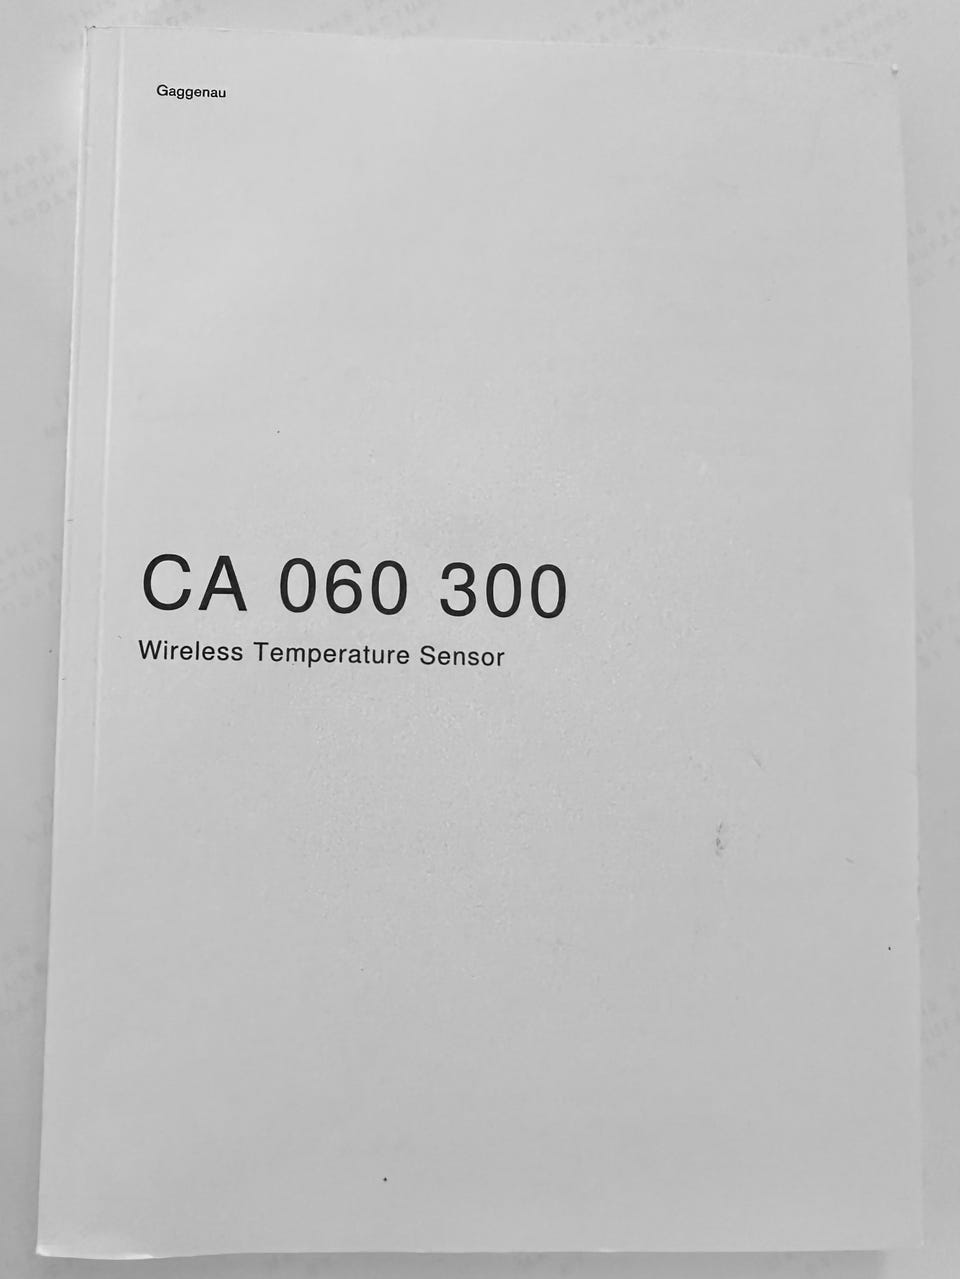 Gaggenau
CA 060 300
Wireless Temperature Sensor